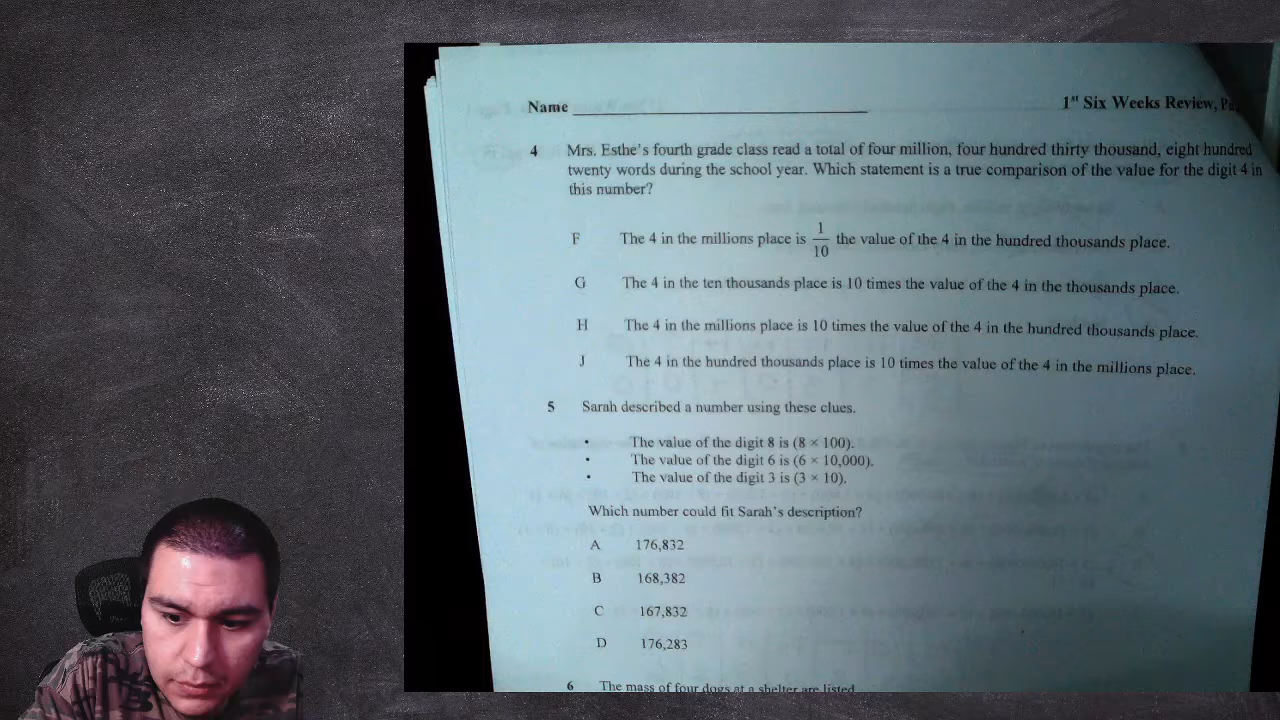 Name
1st Six Weeks Review,
4 Mrs. Esthe's fourth grade class read a total of four million, four hundred thirty thousand, eight hundred
twenty words during the school year. Which statement is a true comparison of the value for the digit 4 in
this number?
F The 4 in the millions place is 1/10 the value of the 4 in the hundred thousands place.
G The 4 in the ten thousands place is 10 times the value of the 4 in the thousands place.
H The 4 in the millions place is 10 times the value of the 4 in the hundred thousands place.
J The 4 in the hundred thousands place is 10 times the value of the 4 in the millions place.
5 Sarah described a number using these clues.
• The value of the digit 8 is (8 × 100).
• The value of the digit 6 is (6 × 10,000).
• The value of the digit 3 is (3 × 10).
Which number could fit Sarah's description?
A 176,832
B 168,382
C 167,832
D 176,283
6 The mass of four dogs at a shelter are listed